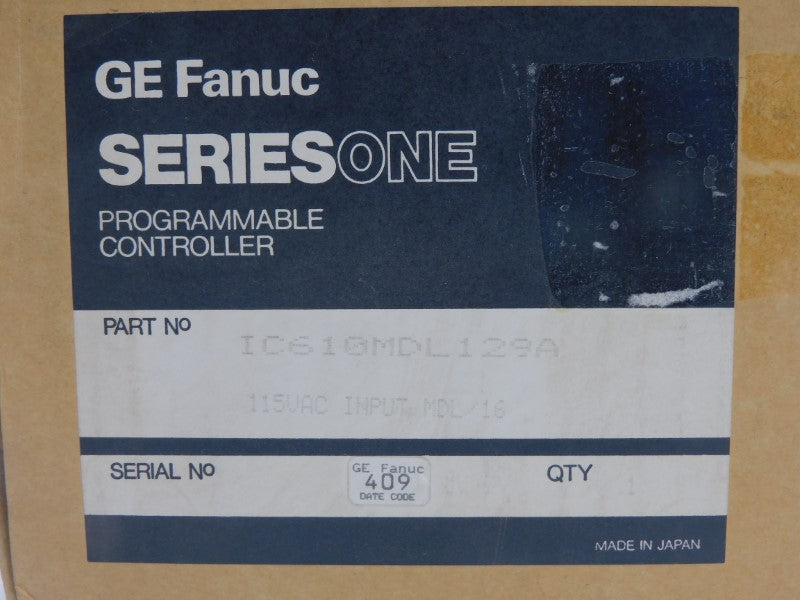 GE Fanuc
SERIESONE
PROGRAMMABLE
CONTROLLER
PART NO
IC610MDL129A
115VAC INPUT MDL/16
SERIAL NO
GE Fanuc
409
DATE CODE
QTY
1
MADE IN JAPAN